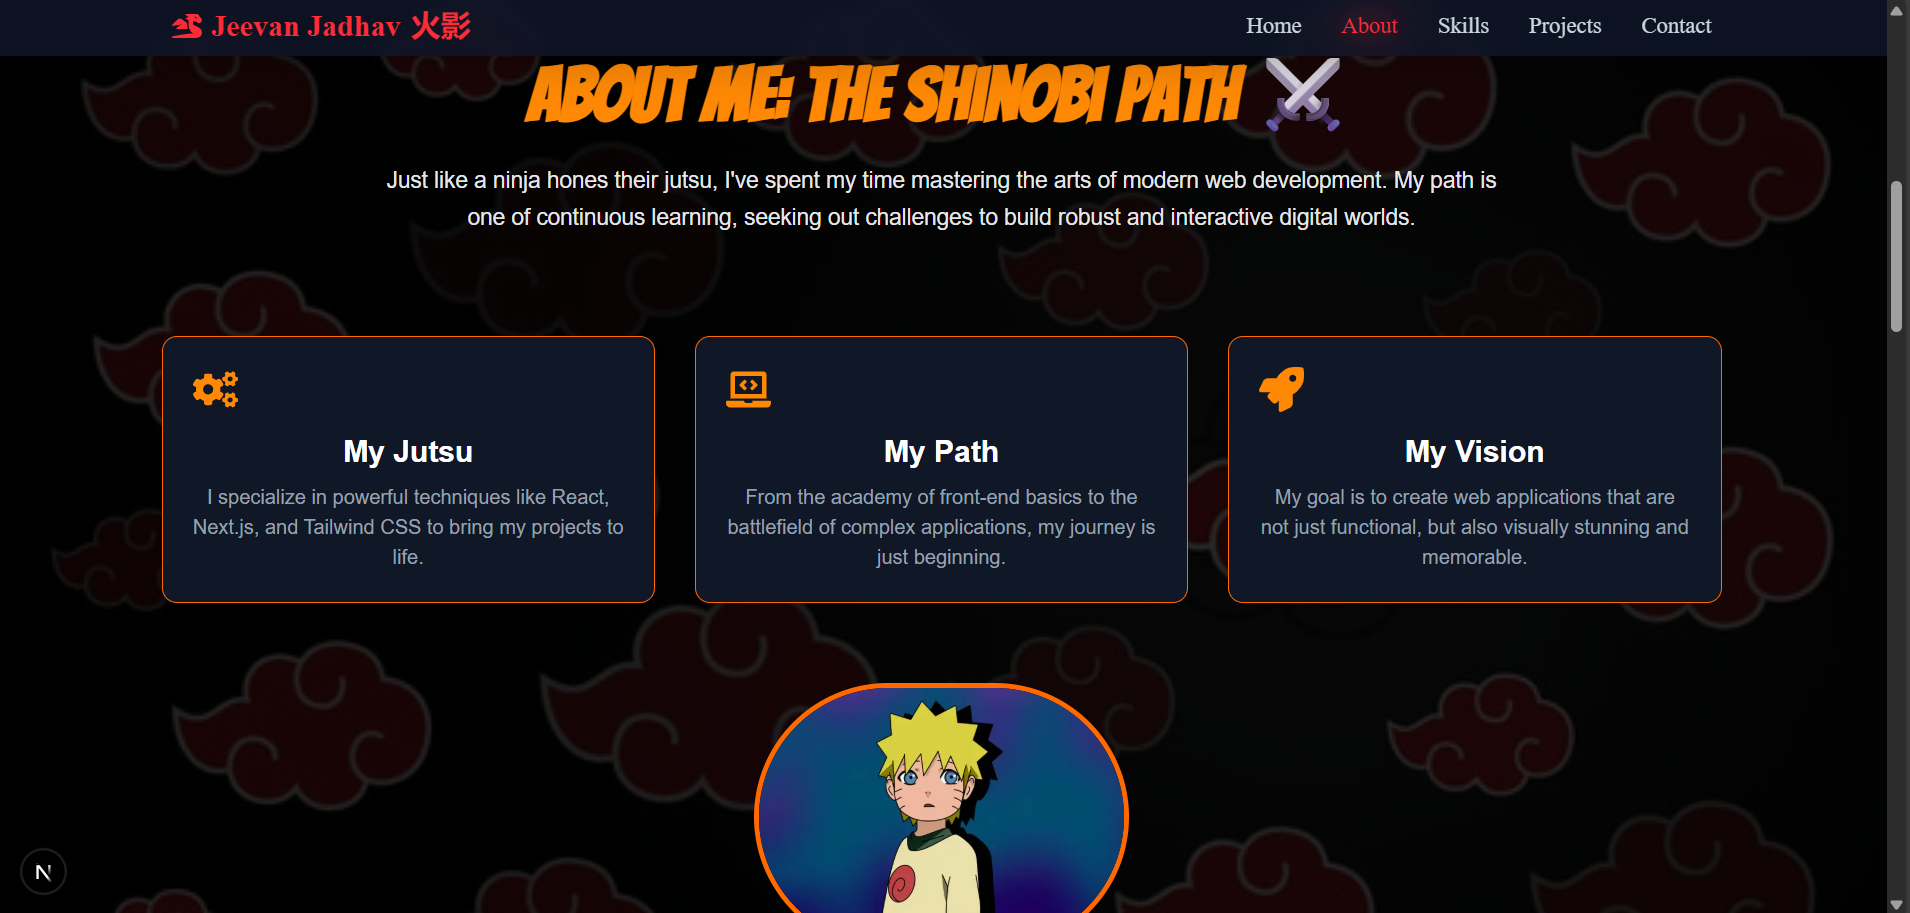 Jeevan Jadhav 火影
Home About Skills Projects Contact
ABOUT ME: THE SHINOBI PATH
Just like a ninja hones their jutsu, I've spent my time mastering the arts of modern web development. My path is
one of continuous learning, seeking out challenges to build robust and interactive digital worlds.
My Jutsu
I specialize in powerful techniques like React,
Next.js, and Tailwind CSS to bring my projects to
life.
My Path
From the academy of front-end basics to the
battlefield of complex applications, my journey is
just beginning.
My Vision
My goal is to create web applications that are
not just functional, but also visually stunning and
memorable.
N